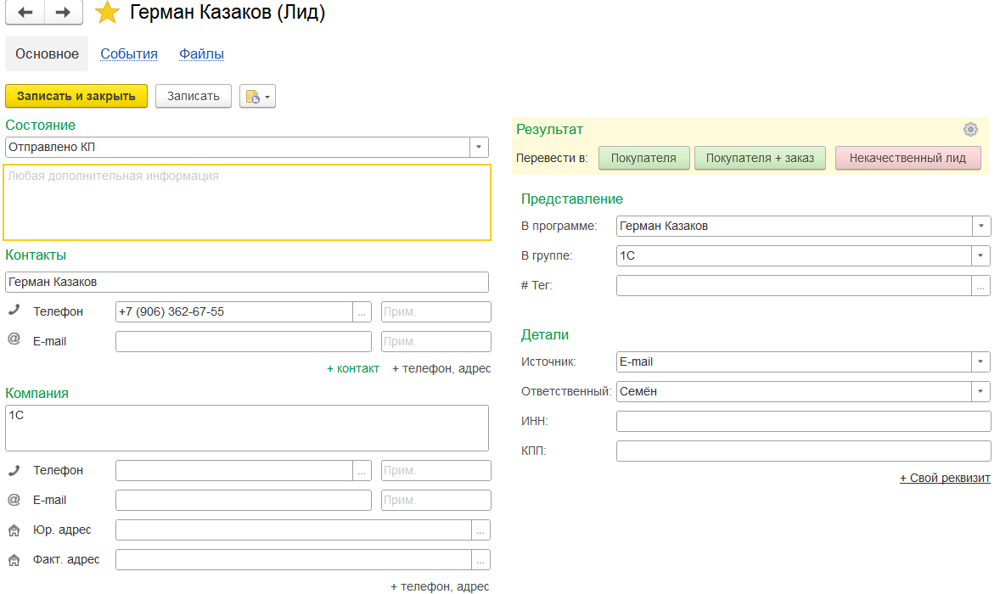 Герман Казаков (Лид)
Основное События Файлы
Записать и закрыть Записать
Состояние
Отправлено КП
Любая дополнительная информация
Контакты
Герман Казаков
Телефон +7 (906) 362-67-55 ... Прим.
@ E-mail Прим.
+ контакт + телефон, адрес
Компания
1С
Телефон ... Прим.
@ E-mail Прим.
Юр. адрес ...
Факт. адрес ...
+ телефон, адрес
Результат
Перевести в: Покупателя Покупателя + заказ Некачественный лид
Представление
В программе: Герман Казаков
В группе: 1С
# Тег: ...
Детали
Источник: E-mail
Ответственный: Семён
ИНН:
КПП:
+ Свой реквизит